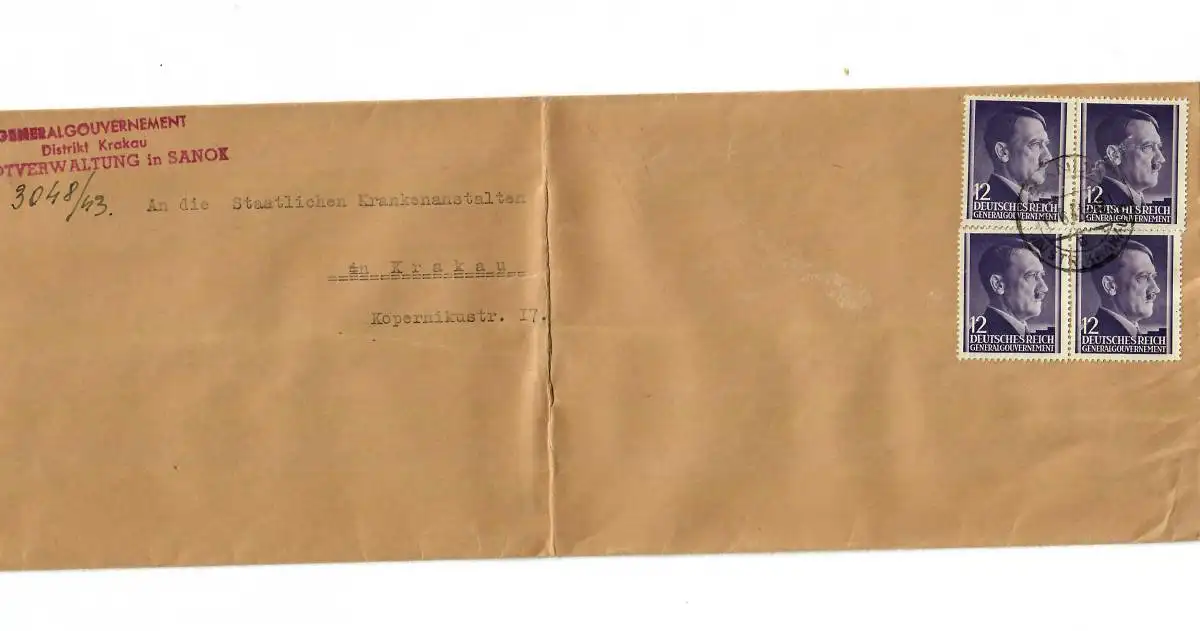 GENERALGOUVERNEMENT
Distrikt Krakau
DTVERWALTUNG in SANOK
3048/43.
An die Staatlichen Krankenanstalten
in Krakau
Kopernikustr. 17.
12
DEUTSCHES REICH
GENERALGOUVERNEMENT
12
DEUTSCHES REICH
GENERALGOUVERNEMENT
12
DEUTSCHES REICH
GENERALGOUVERNEMENT
12
DEUTSCHES REICH
GENERALGOUVERNEMENT